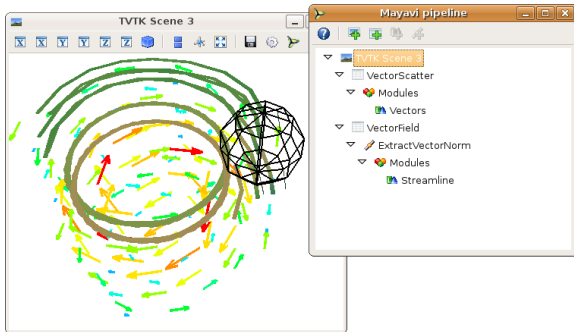 TVTK Scene 3
X X Y Y Z Z
Mayavi pipeline
TVTK Scene 3
VectorScatter
Modules
Vectors
VectorField
ExtractVectorNorm
Modules
Streamline